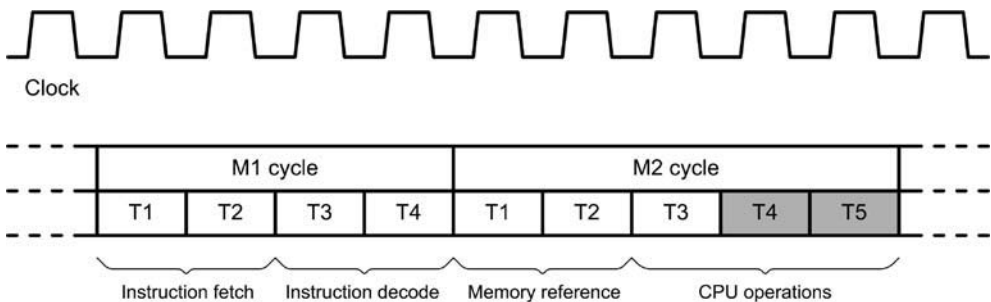 Clock
M1 cycle M2 cycle
T1 T2 T3 T4 T1 T2 T3 T4 T5
Instruction fetch Instruction decode Memory reference CPU operations